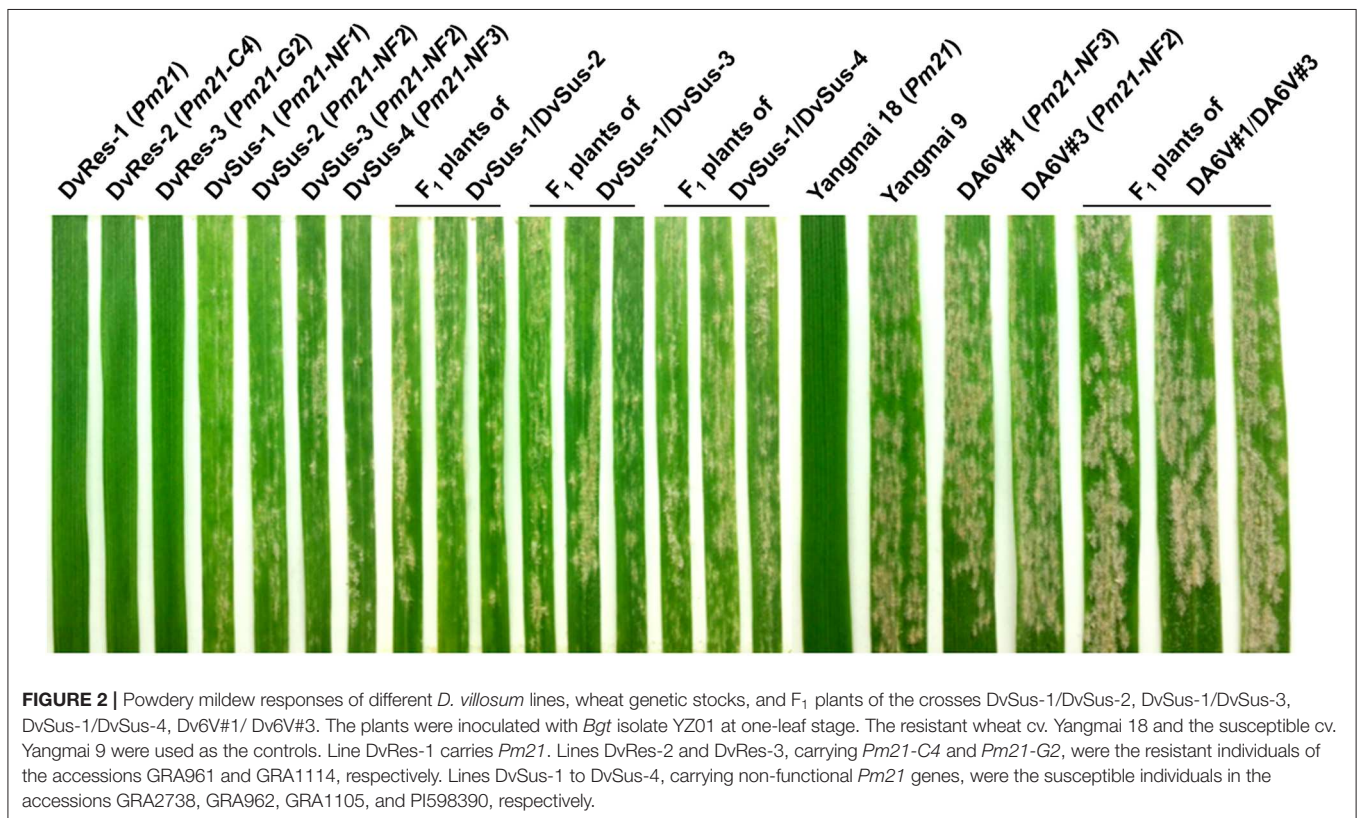 DvRes-1 (Pm21)
DvRes-2 (Pm21-C4)
DvRes-3 (Pm21-G2)
DvSus-1 (Pm21-NF1)
DvSus-2 (Pm21-NF2)
DvSus-3 (Pm21-NF2)
DvSus-4 (Pm21-NF3)
F1 plants of
DvSus-1/DvSus-2
F1 plants of
DvSus-1/DvSus-3
F1 plants of
DvSus-1/DvSus-4
Yangmai 18 (Pm21)
Yangmai 9
DA6V#1 (Pm21-NF3)
DA6V#3 (Pm21-NF2)
F1 plants of
DA6V#1/DA6V#3
FIGURE 2 | Powdery mildew responses of different D. villosum lines, wheat genetic stocks, and F1 plants of the crosses DvSus-1/DvSus-2, DvSus-1/DvSus-3,
DvSus-1/DvSus-4, Dv6V#1/ Dv6V#3. The plants were inoculated with Bgt isolate YZ01 at one-leaf stage. The resistant wheat cv. Yangmai 18 and the susceptible cv.
Yangmai 9 were used as the controls. Line DvRes-1 carries Pm21. Lines DvRes-2 and DvRes-3, carrying Pm21-C4 and Pm21-G2, were the resistant individuals of
the accessions GRA961 and GRA1114, respectively. Lines DvSus-1 to DvSus-4, carrying non-functional Pm21 genes, were the susceptible individuals in the
accessions GRA2738, GRA962, GRA1105, and PI598390, respectively.